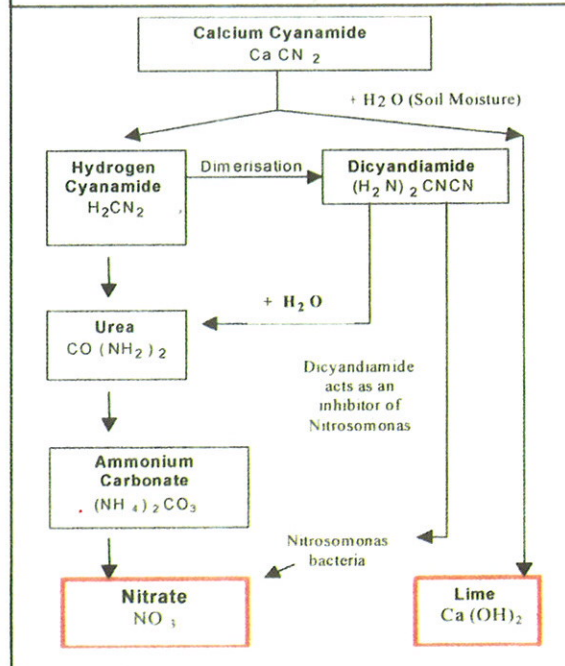 Calcium Cyanamide
Ca CN 2
+ H2O (Soil Moisture)
Hydrogen
Cyanamide
H2CN2
Dimerisation
Dicyandiamide
(H2 N) 2 CNCN
+ H2O
Urea
CO (NH2) 2
Dicyandiamide
acts as an
inhibitor of
Nitrosomonas
Ammonium
Carbonate
(NH 4) 2 CO3
Nitrosomonas
bacteria
Nitrate
NO 3
Lime
Ca (OH) 2